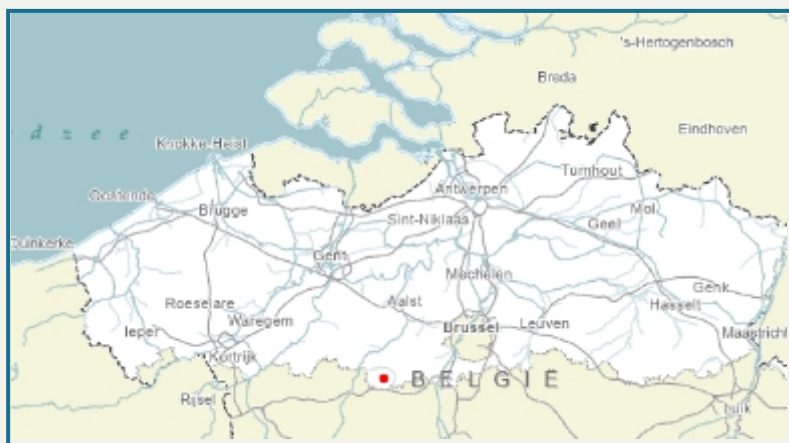 's-Hertogenbosch
Breda
Eindhoven
d z e e
Knokke-Heist
Turnhout
Antwerpen
Oostende
Brugge
Mol
Sint-Niklaas
Geel
Duinkerke
Gent
Mechelen
Genk
Roeselare
Aalst
Hasselt
Waregem
Brussel
Leuven
Ieper
Maastricht
Kortrijk
BELGIË
Rijsel
Luik